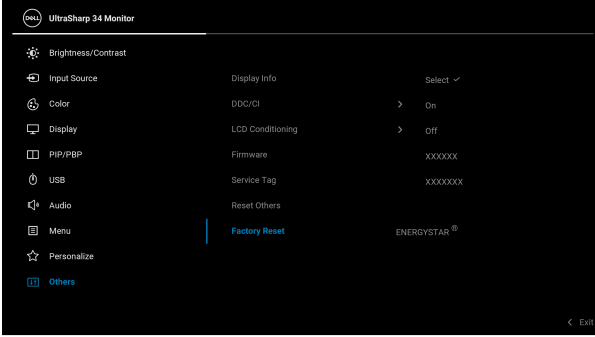 DELL UltraSharp 34 Monitor
Brightness/Contrast
Input Source
Display Info Select ✓
Color
DDC/CI > On
Display
LCD Conditioning > Off
PIP/PBP
Firmware XXXXXX
USB
Service Tag XXXXXXX
Audio
Reset Others
Menu
Factory Reset ENERGYSTAR ®
Personalize
Others
< Exit